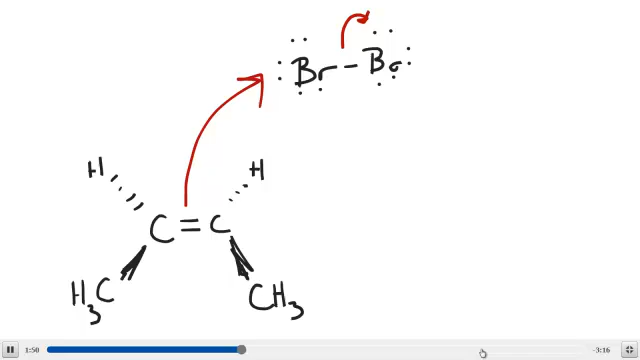 Br - Br
H H
C = C
H3C CH3
1:50 -3:16